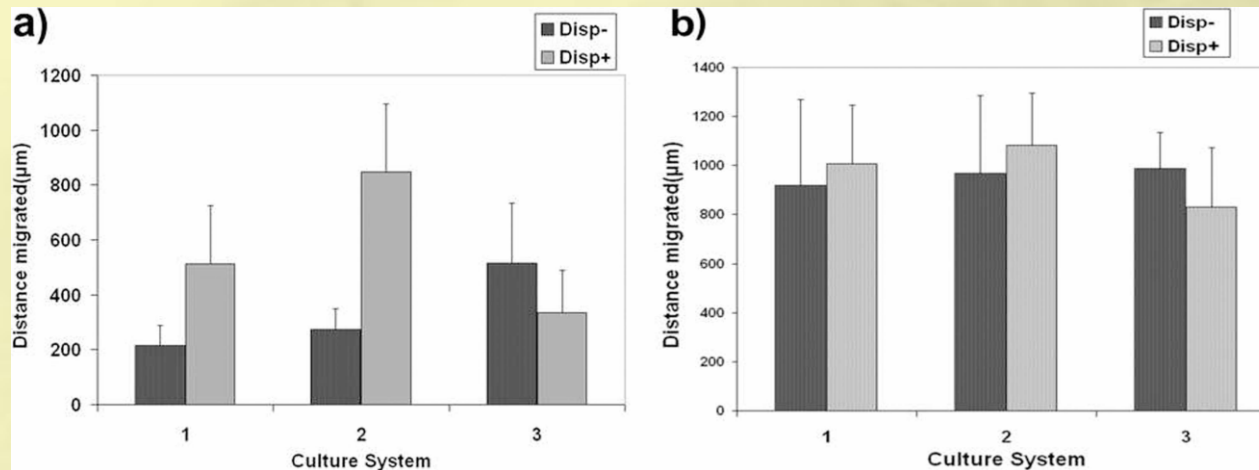 a)
Disp-
Disp+
Distance migrated(µm)
1200
1000
800
600
400
200
0
1 2 3
Culture System
b)
Disp-
Disp+
Distance migrated(µm)
1400
1200
1000
800
600
400
200
0
1 2 3
Culture System